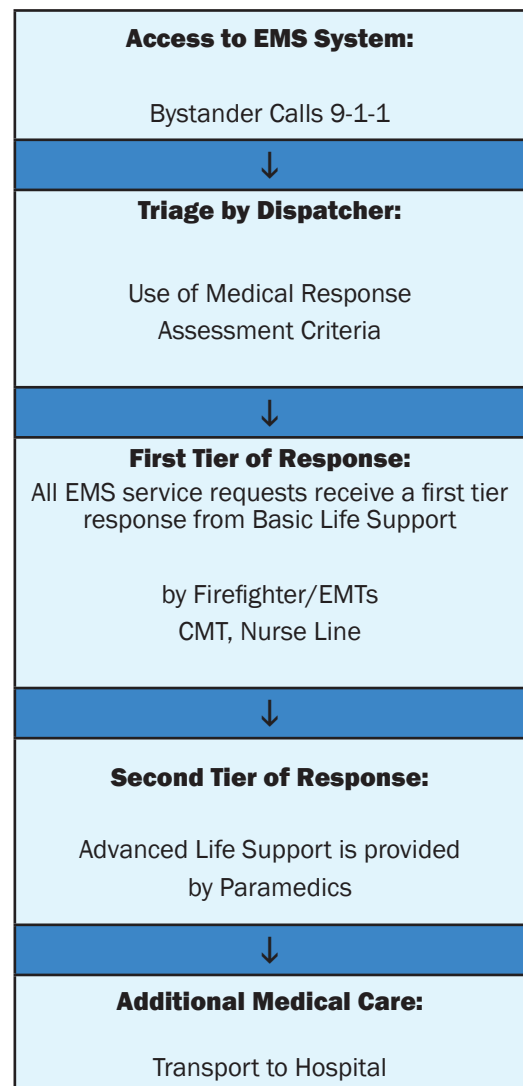 Access to EMS System:
Bystander Calls 9-1-1
↓
Triage by Dispatcher:
Use of Medical Response
Assessment Criteria
↓
First Tier of Response:
All EMS service requests receive a first tier
response from Basic Life Support
by Firefighter/EMTs
CMT, Nurse Line
↓
Second Tier of Response:
Advanced Life Support is provided
by Paramedics
↓
Additional Medical Care:
Transport to Hospital